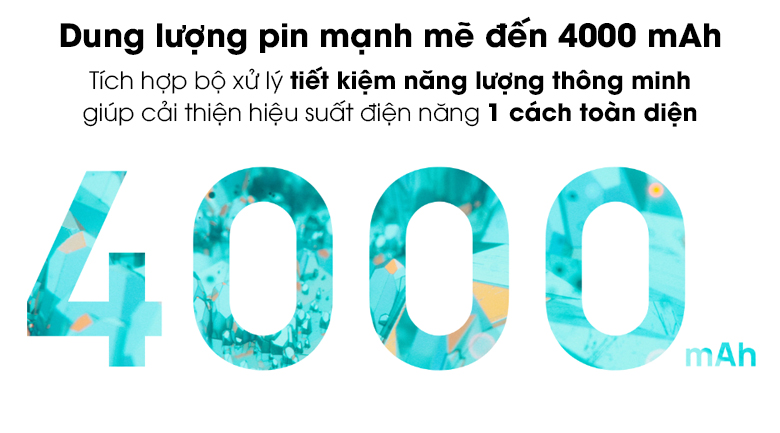 Dung lượng pin mạnh mẽ đến 4000 mAh
Tích hợp bộ xử lý tiết kiệm năng lượng thông minh
giúp cải thiện hiệu suất điện năng 1 cách toàn diện
4000 mAh